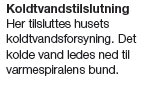 Koldtvandstilslutning
Her tilsluttes husets
koldtvandsforsyning. Det
kolde vand ledes ned til
varmespiralens bund.